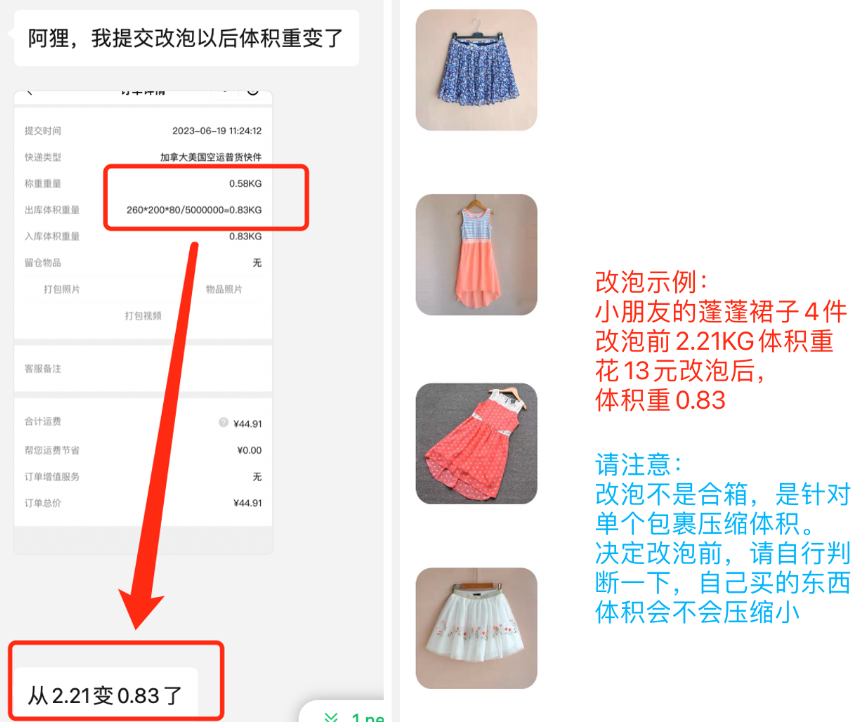 阿狸，我提交改泡以后体积重变了
订单详情
提交时间
2023-06-19 11:24:12
快递类型
加拿大美国空运普货快件
称重重量
0.58KG
出库体积重量
260*200*80/5000000=0.83KG
入库体积重量
0.83KG
留仓物品
无
打包照片
物品照片
打包视频
客服备注
合计运费
? ¥44.91
帮您运费节省
¥0.00
订单增值服务
无
订单总价
¥44.91
从2.21变0.83了
改泡示例：
小朋友的蓬蓬裙子4件
改泡前2.21KG体积重
花13元改泡后，
体积重0.83
请注意：
改泡不是合箱，是针对
单个包裹压缩体积。
决定改泡前，请自行判
断一下，自己买的东西
体积会不会压缩小